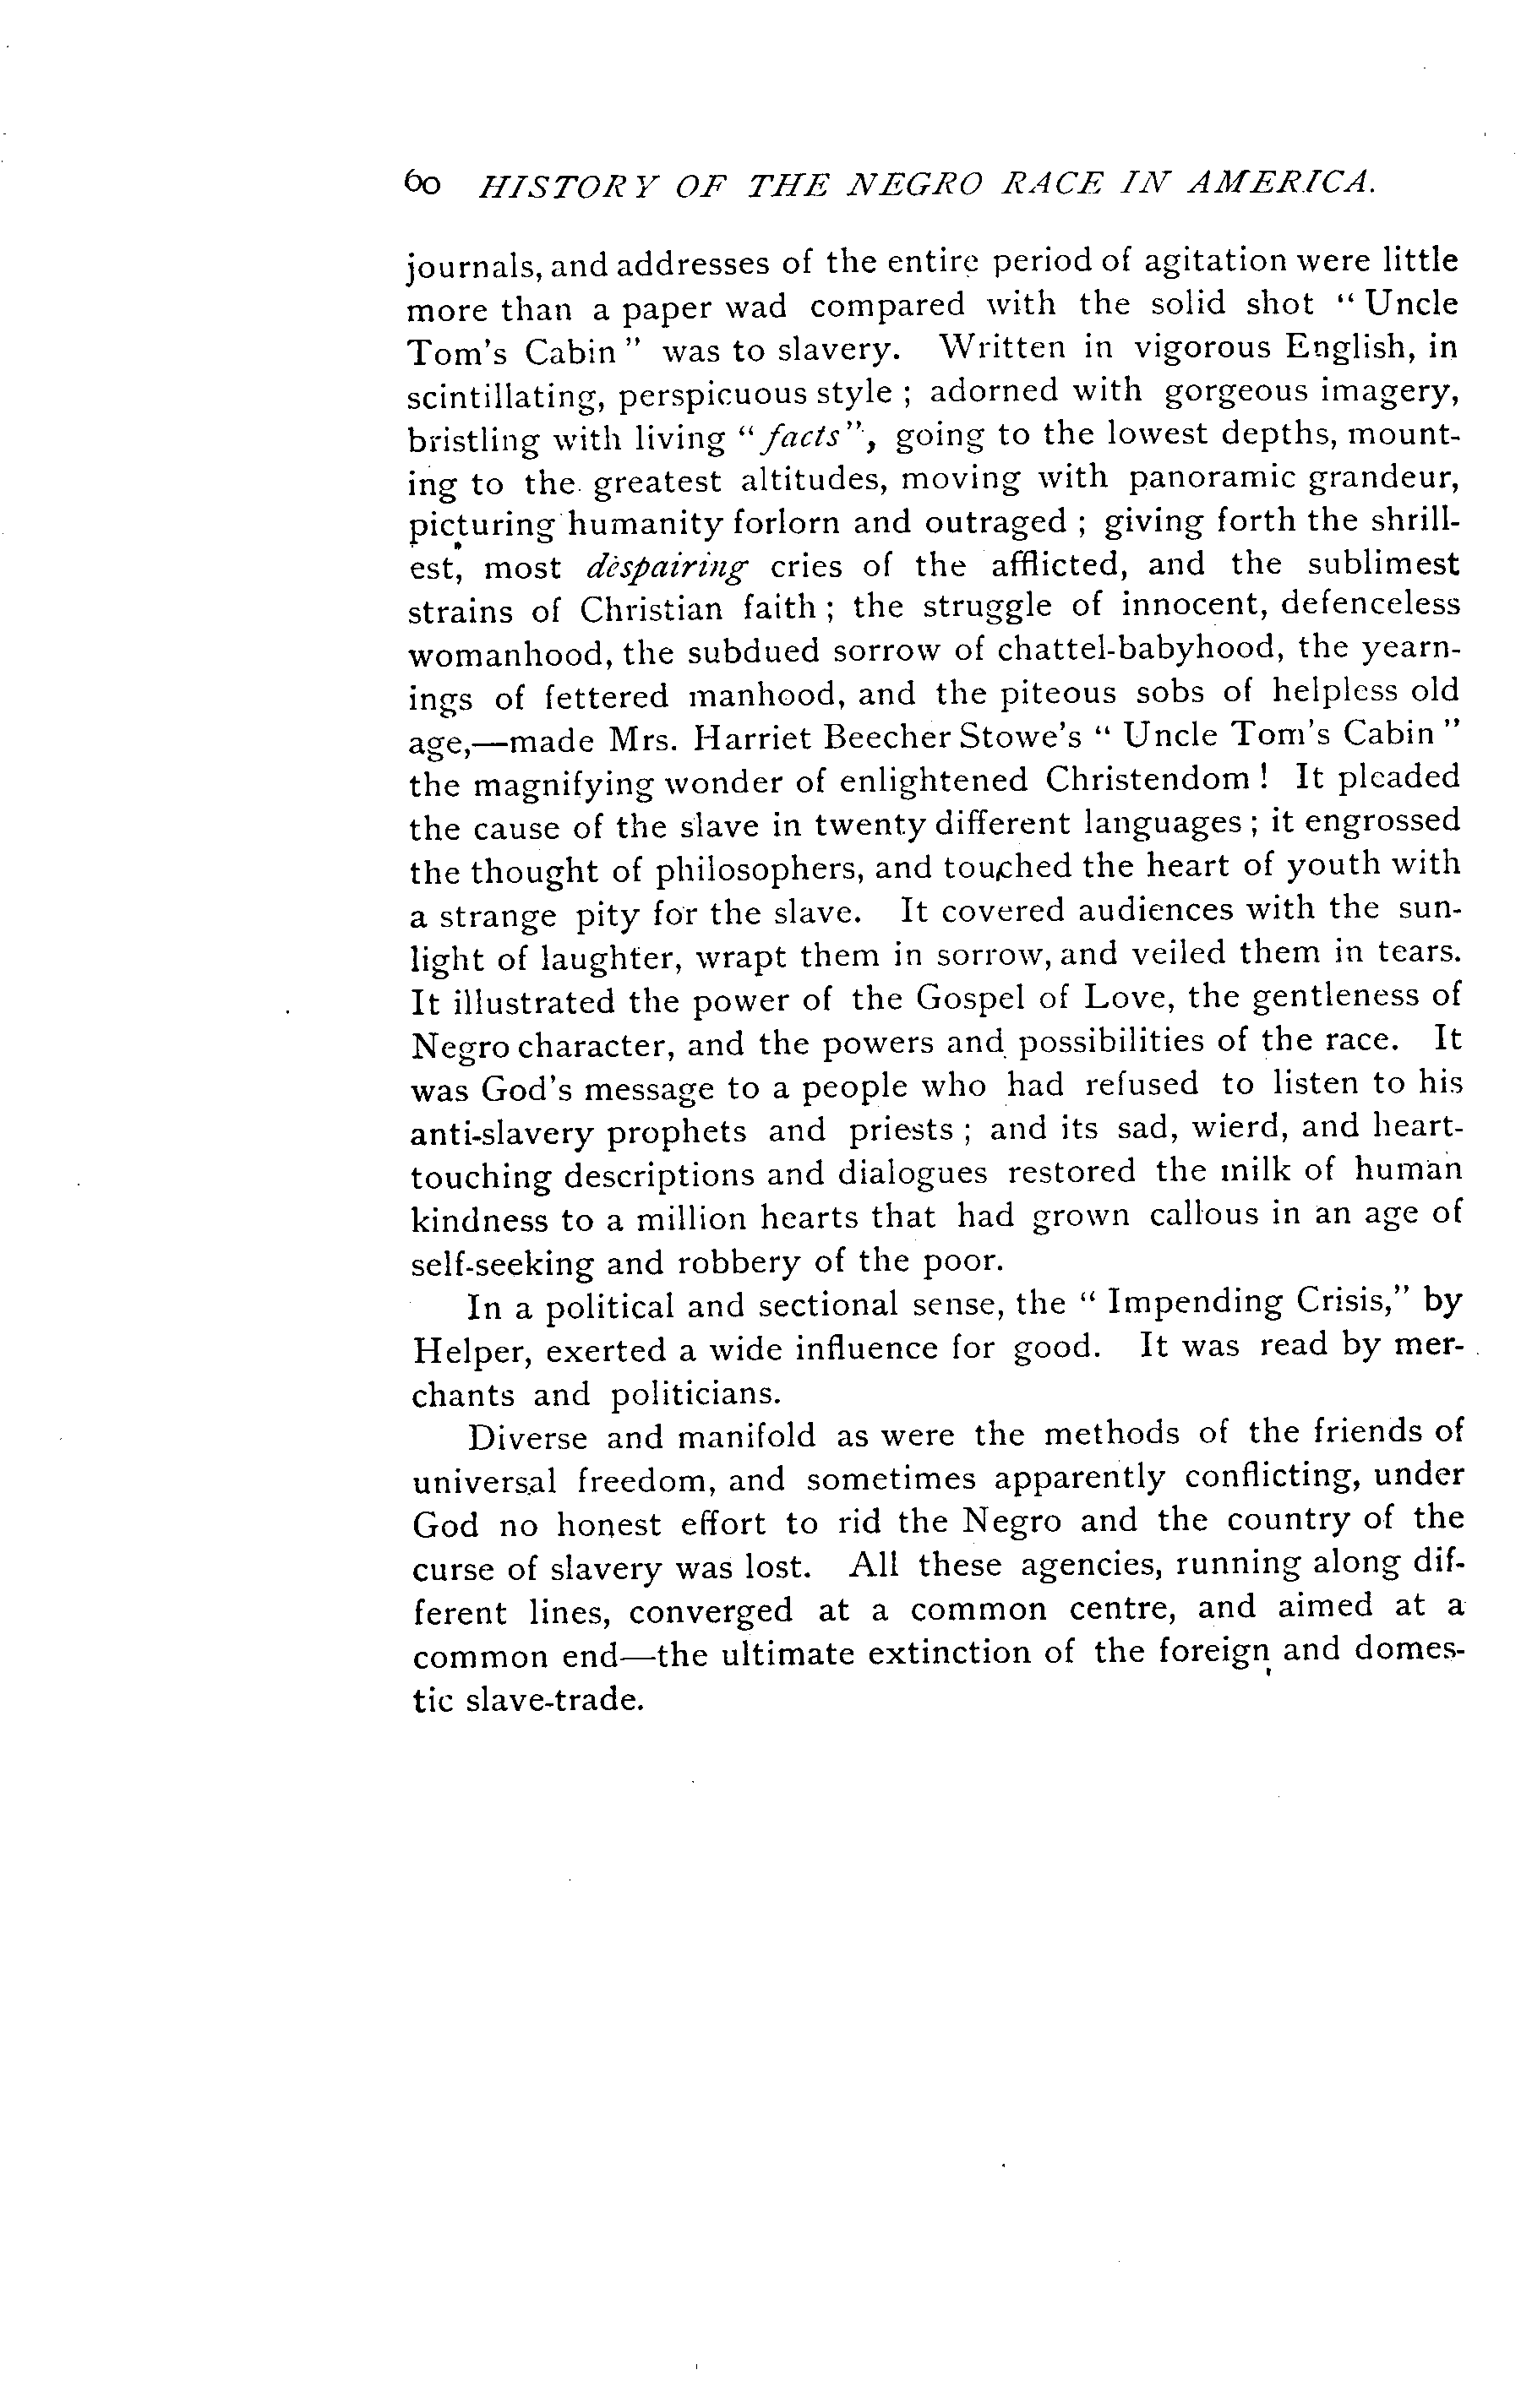 60 HISTORY OF THE NEGRO RACE IN AMERICA.
journals, and addresses of the entire period of agitation were little
more than a paper wad compared with the solid shot " Uncle
Tom's Cabin " was to slavery. Written in vigorous English, in
scintillating, perspicuous style ; adorned with gorgeous imagery,
bristling with living " facts", going to the lowest depths, mount-
ing to the greatest altitudes, moving with panoramic grandeur,
picturing humanity forlorn and outraged ; giving forth the shrill-
est, most despairing cries of the afflicted, and the sublimest
strains of Christian faith ; the struggle of innocent, defenceless
womanhood, the subdued sorrow of chattel-babyhood, the yearn-
ings of fettered manhood, and the piteous sobs of helpless old
age,—made Mrs. Harriet Beecher Stowe's " Uncle Tom's Cabin "
the magnifying wonder of enlightened Christendom ! It pleaded
the cause of the slave in twenty different languages ; it engrossed
the thought of philosophers, and touched the heart of youth with
a strange pity for the slave. It covered audiences with the sun-
light of laughter, wrapt them in sorrow, and veiled them in tears.
It illustrated the power of the Gospel of Love, the gentleness of
Negro character, and the powers and possibilities of the race. It
was God's message to a people who had refused to listen to his
anti-slavery prophets and priests ; and its sad, wierd, and heart-
touching descriptions and dialogues restored the milk of human
kindness to a million hearts that had grown callous in an age of
self-seeking and robbery of the poor.
In a political and sectional sense, the " Impending Crisis," by
Helper, exerted a wide influence for good. It was read by mer-
chants and politicians.
Diverse and manifold as were the methods of the friends of
universal freedom, and sometimes apparently conflicting, under
God no honest effort to rid the Negro and the country of the
curse of slavery was lost. All these agencies, running along dif-
ferent lines, converged at a common centre, and aimed at a
common end—the ultimate extinction of the foreign and domes-
tic slave-trade.